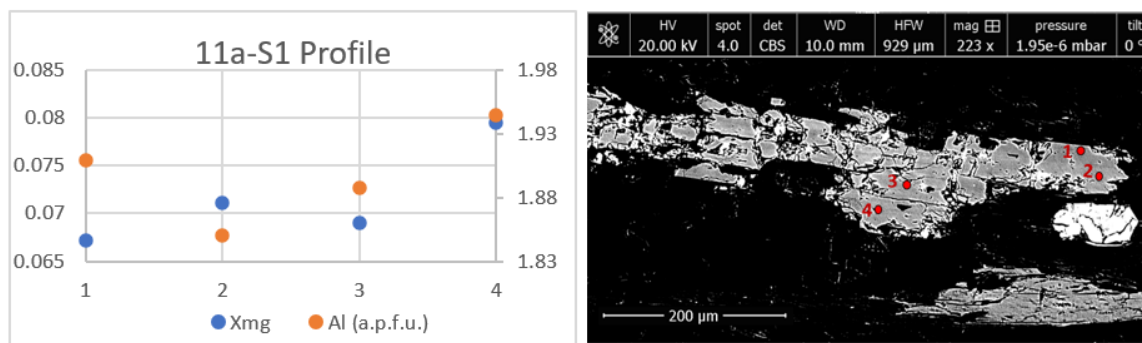 11a-S1 Profile
0.085
0.08
0.075
0.07
0.065
1.98
1.93
1.88
1.83
1 2 3 4
Xmg Al (a.p.f.u.)
HV spot det WD HFW mag pressure tilt
20.00 kV 4.0 CBS 10.0 mm 929 µm 223 x 1.95e-6 mbar 0 °
1
2
3
4
200 µm